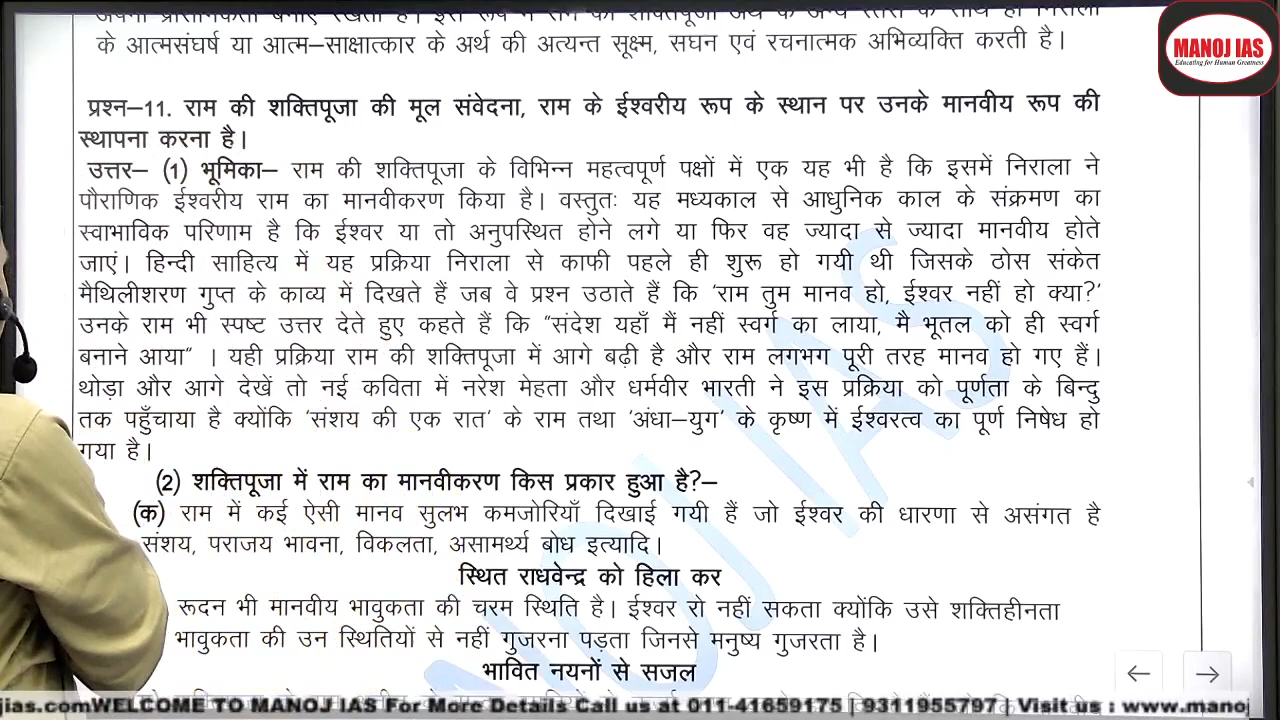 के आत्मसंघर्ष या आत्म–साक्षात्कार के अर्थ की अत्यन्त सूक्ष्म, सघन एवं रचनात्मक अभिव्यक्ति करती है।
MANOJ IAS
Educating for Human Greatness
प्रश्न–11. राम की शक्तिपूजा की मूल संवेदना, राम के ईश्वरीय रूप के स्थान पर उनके मानवीय रूप की
स्थापना करना है।
उत्तर– (1) भूमिका– राम की शक्तिपूजा के विभिन्न महत्वपूर्ण पक्षों में एक यह भी है कि इसमें निराला ने
पौराणिक ईश्वरीय राम का मानवीकरण किया है। वस्तुतः यह मध्यकाल से आधुनिक काल के संक्रमण का
स्वाभाविक परिणाम है कि ईश्वर या तो अनुपस्थित होने लगे या फिर वह ज्यादा से ज्यादा मानवीय होते
जाएं। हिन्दी साहित्य में यह प्रक्रिया निराला से काफी पहले ही शुरू हो गयी थी जिसके ठोस संकेत
मैथिलीशरण गुप्त के काव्य में दिखते हैं जब वे प्रश्न उठाते हैं कि ‘राम तुम मानव हो, ईश्वर नहीं हो क्या?’
उनके राम भी स्पष्ट उत्तर देते हुए कहते हैं कि “संदेश यहाँ मैं नहीं स्वर्ग का लाया, मै भूतल को ही स्वर्ग
बनाने आया” । यही प्रक्रिया राम की शक्तिपूजा में आगे बढ़ी है और राम लगभग पूरी तरह मानव हो गए हैं।
थोड़ा और आगे देखें तो नई कविता में नरेश मेहता और धर्मवीर भारती ने इस प्रक्रिया को पूर्णता के बिन्दु
तक पहुँचाया है क्योंकि ‘संशय की एक रात’ के राम तथा ‘अंधा–युग’ के कृष्ण में ईश्वरत्व का पूर्ण निषेध हो
गया है।
(2) शक्तिपूजा में राम का मानवीकरण किस प्रकार हुआ है?–
(क) राम में कई ऐसी मानव सुलभ कमजोरियाँ दिखाई गयी हैं जो ईश्वर की धारणा से असंगत है
संशय, पराजय भावना, विकलता, असामर्थ्य बोध इत्यादि।
स्थित राधवेन्द्र को हिला कर
रूदन भी मानवीय भावुकता की चरम स्थिति है। ईश्वर रो नहीं सकता क्योंकि उसे शक्तिहीनता
भावुकता की उन स्थितियों से नहीं गुजरना पड़ता जिनसे मनुष्य गुजरता है।
भावित नयनों से सजल
MANOJ IAS
jias.comWELCOME TO MANOJ IAS For More Details Call us at 011-41659175 | 9311955797 | Visit us : www.manoj